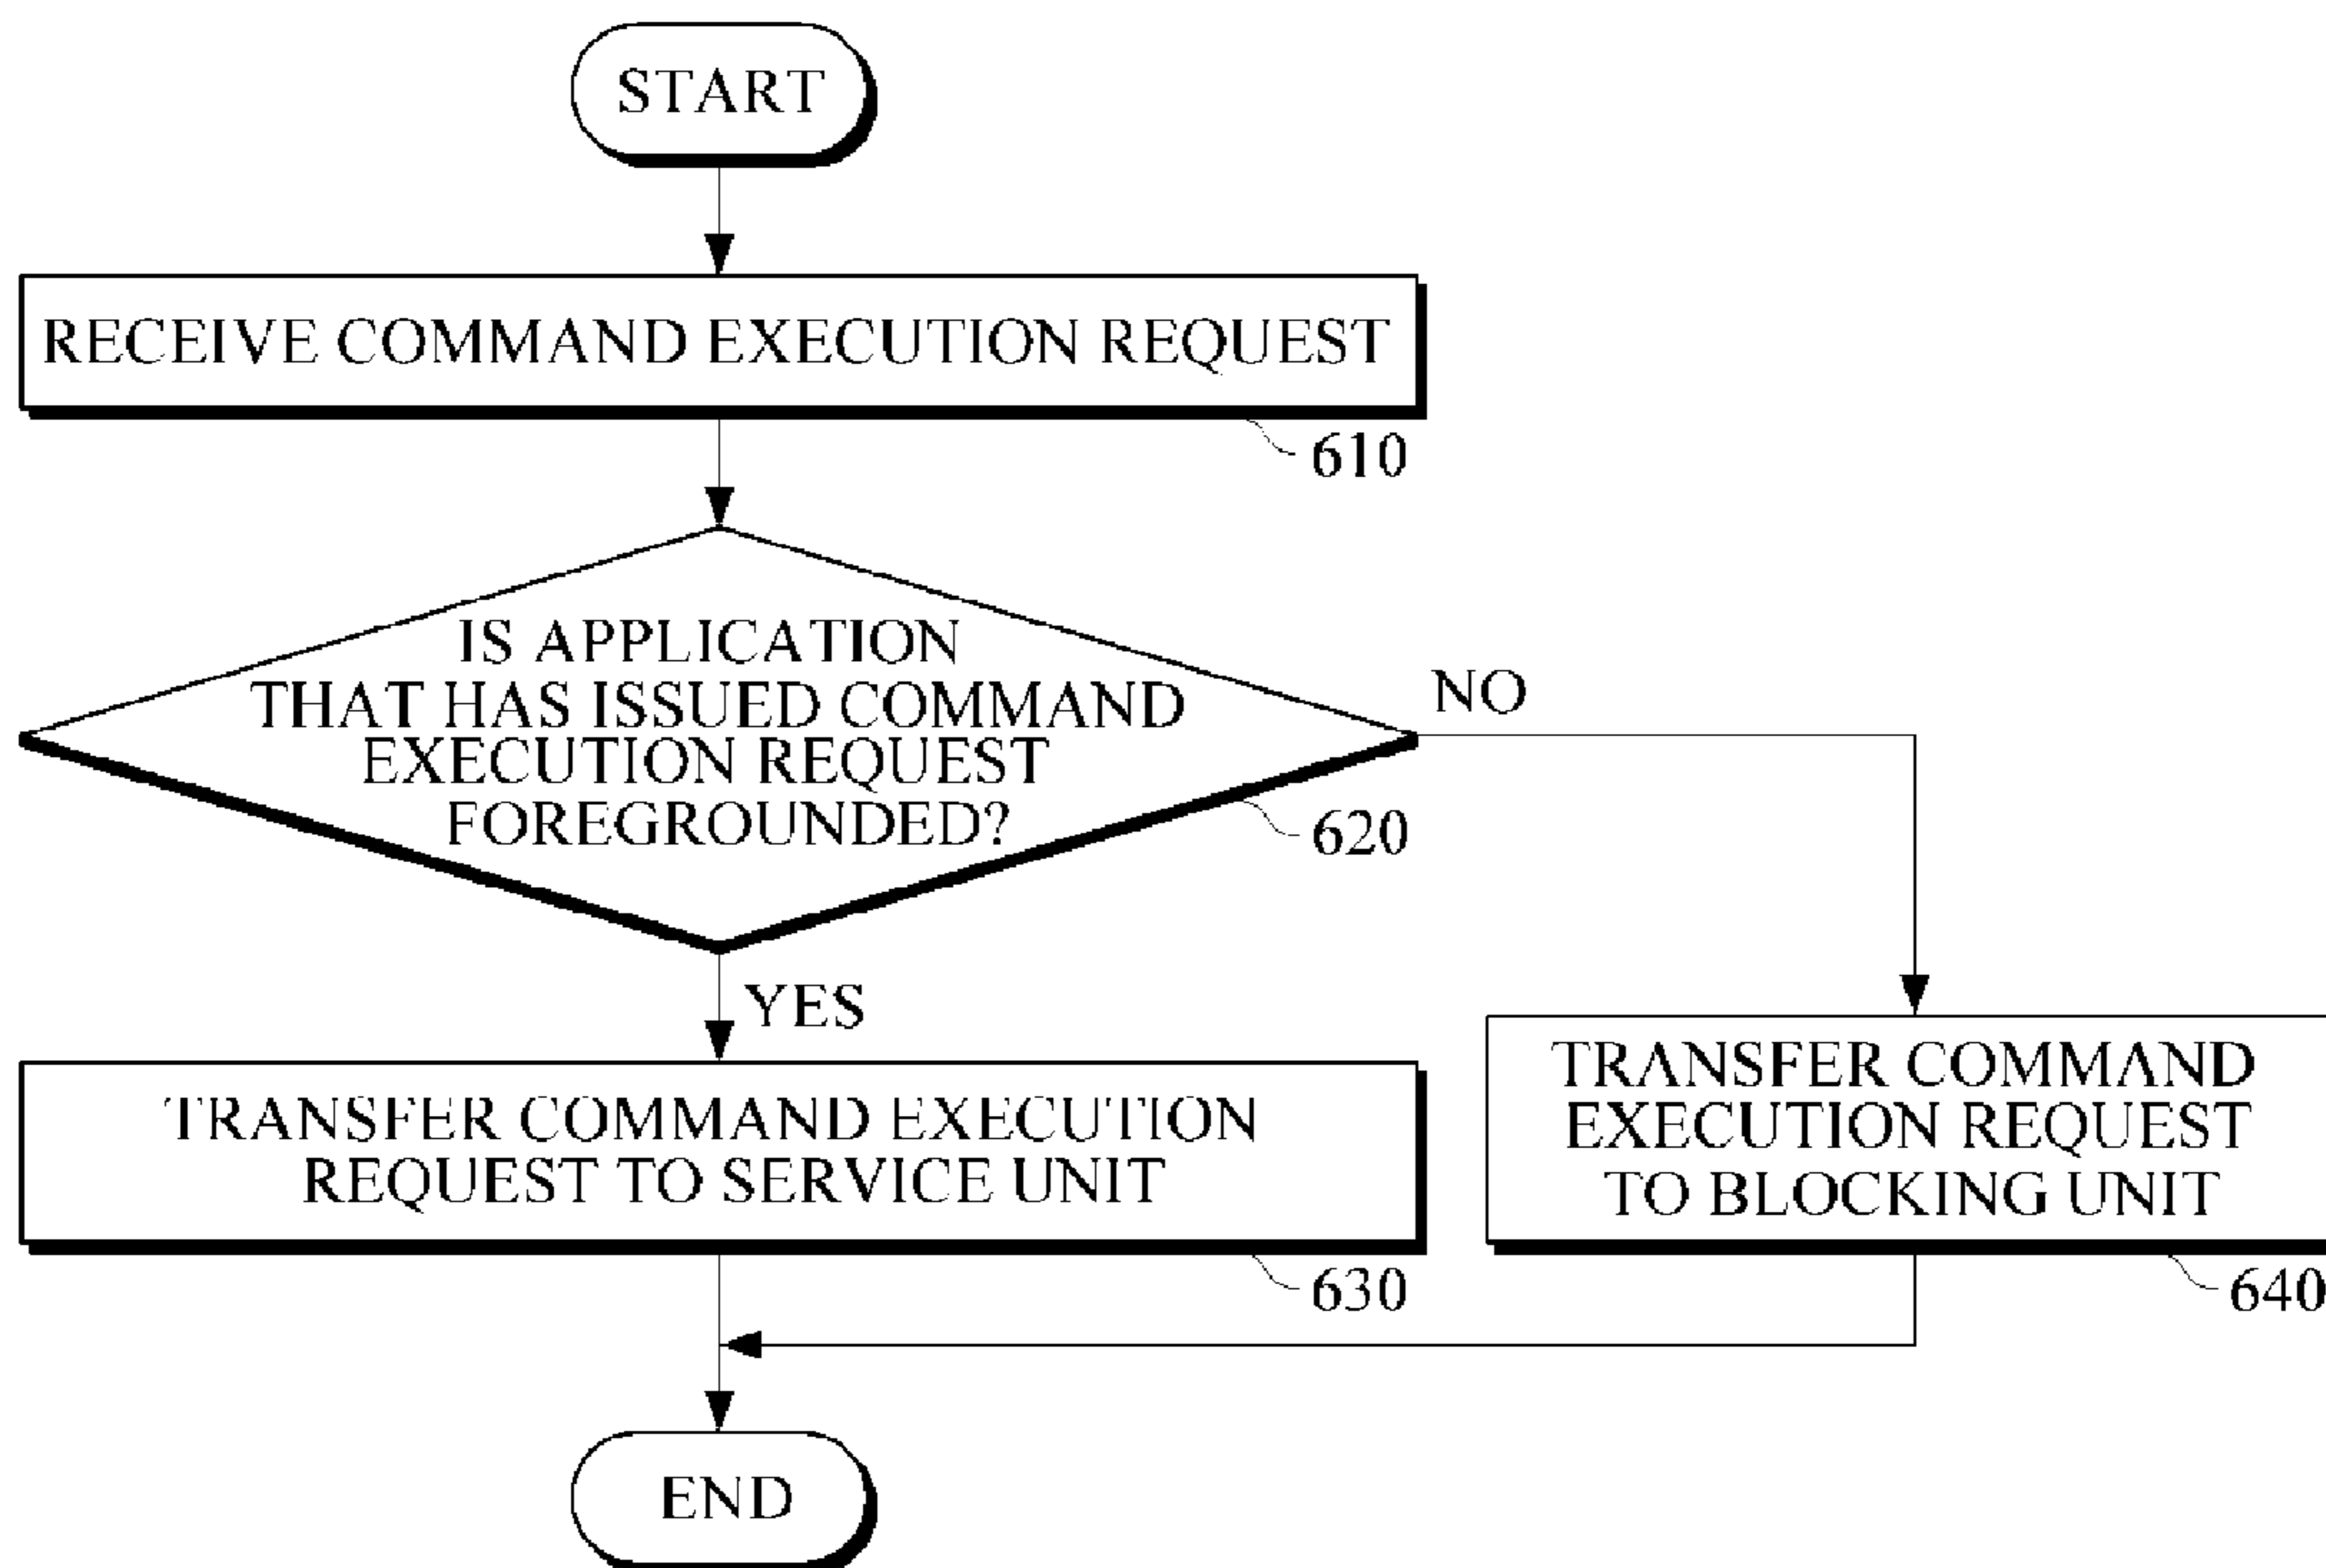 START
RECEIVE COMMAND EXECUTION REQUEST
610
IS APPLICATION
THAT HAS ISSUED COMMAND
EXECUTION REQUEST
FOREGROUNDED?
620
NO
YES
TRANSFER COMMAND EXECUTION
REQUEST TO SERVICE UNIT
630
TRANSFER COMMAND
EXECUTION REQUEST
TO BLOCKING UNIT
640
END